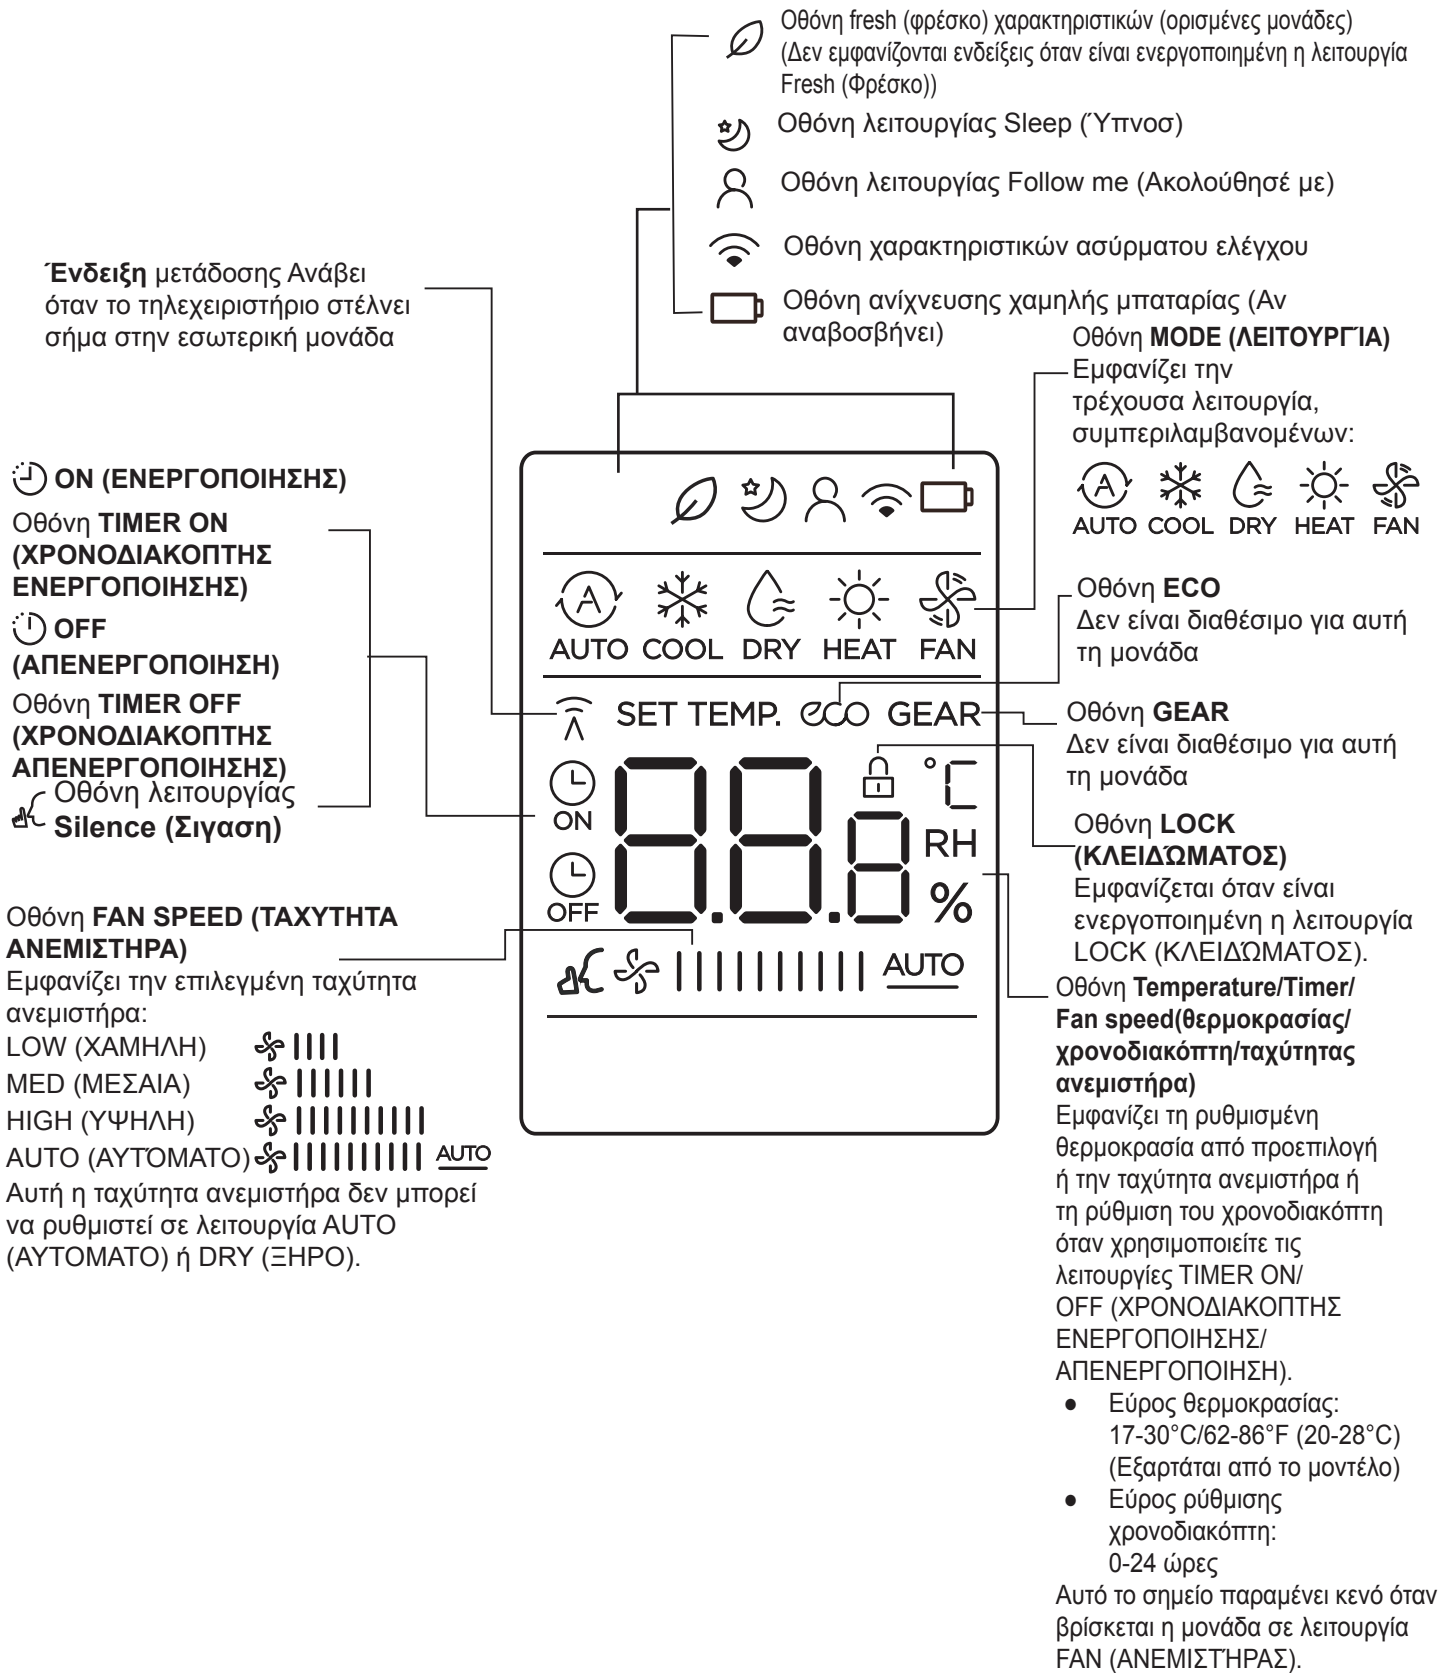 Οθόνη fresh (φρέσκο) χαρακτηριστικών (ορισμένες μονάδες)
(Δεν εμφανίζονται ενδείξεις όταν είναι ενεργοποιημένη η λειτουργία
Fresh (Φρέσκο))
Οθόνη λειτουργίας Sleep (Ύπνοσ)
Οθόνη λειτουργίας Follow me (Ακολούθησέ με)
Οθόνη χαρακτηριστικών ασύρματου ελέγχου
Οθόνη ανίχνευσης χαμηλής μπαταρίας (Αν
αναβοσβήνει)
Ένδειξη μετάδοσης Ανάβει
όταν το τηλεχειριστήριο στέλνει
σήμα στην εσωτερική μονάδα
ON (ΕΝΕΡΓΟΠΟΙΗΣΗΣ)
Οθόνη TIMER ON
(ΧΡΟΝΟΔΙΑΚΟΠΤΗΣ
ΕΝΕΡΓΟΠΟΙΗΣΗΣ)
OFF
(ΑΠΕΝΕΡΓΟΠΟΙΗΣΗ)
Οθόνη TIMER OFF
(ΧΡΟΝΟΔΙΑΚΟΠΤΗΣ
ΑΠΕΝΕΡΓΟΠΟΙΗΣΗΣ)
Οθόνη λειτουργίας
Silence (Σιγαση)
Οθόνη FAN SPEED (ΤΑΧΥΤΗΤΑ
ΑΝΕΜΙΣΤΗΡΑ)
Εμφανίζει την επιλεγμένη ταχύτητα
ανεμιστήρα:
LOW (ΧΑΜΗΛΗ)
MED (ΜΕΣΑΙΑ)
HIGH (ΥΨΗΛΗ)
AUTO (ΑΥΤΌΜΑΤΟ) AUTO
Αυτή η ταχύτητα ανεμιστήρα δεν μπορεί
να ρυθμιστεί σε λειτουργία AUTO
(ΑΥΤΟΜΑΤΟ) ή DRY (ΞΗΡΟ).
AUTO COOL DRY HEAT FAN
SET TEMP. eco GEAR
ON
88.8 °C
RH
OFF
%
AUTO
Οθόνη MODE (ΛΕΙΤΟΥΡΓΊΑ)
Εμφανίζει την
τρέχουσα λειτουργία,
συμπεριλαμβανομένων:
AUTO COOL DRY HEAT FAN
Οθόνη ECO
Δεν είναι διαθέσιμο για αυτή
τη μονάδα
Οθόνη GEAR
Δεν είναι διαθέσιμο για αυτή
τη μονάδα
Οθόνη LOCK
(ΚΛΕΙΔΏΜΑΤΟΣ)
Εμφανίζεται όταν είναι
ενεργοποιημένη η λειτουργία
LOCK (ΚΛΕΙΔΏΜΑΤΟΣ).
Οθόνη Temperature/Timer/
Fan speed(θερμοκρασίας/
χρονοδιακόπτη/ταχύτητας
ανεμιστήρα)
Εμφανίζει τη ρυθμισμένη
θερμοκρασία από προεπιλογή
ή την ταχύτητα ανεμιστήρα ή
τη ρύθμιση του χρονοδιακόπτη
όταν χρησιμοποιείτε τις
λειτουργίες TIMER ON/
OFF (ΧΡΟΝΟΔΙΑΚΟΠΤΗΣ
ΕΝΕΡΓΟΠΟΙΗΣΗΣ/
ΑΠΕΝΕΡΓΟΠΟΙΗΣΗ).
● Εύρος θερμοκρασίας:
17-30°C/62-86°F (20-28°C)
(Εξαρτάται από το μοντέλο)
● Εύρος ρύθμισης
χρονοδιακόπτη:
0-24 ώρες
Αυτό το σημείο παραμένει κενό όταν
βρίσκεται η μονάδα σε λειτουργία
FAN (ΑΝΕΜΙΣΤΉΡΑΣ).